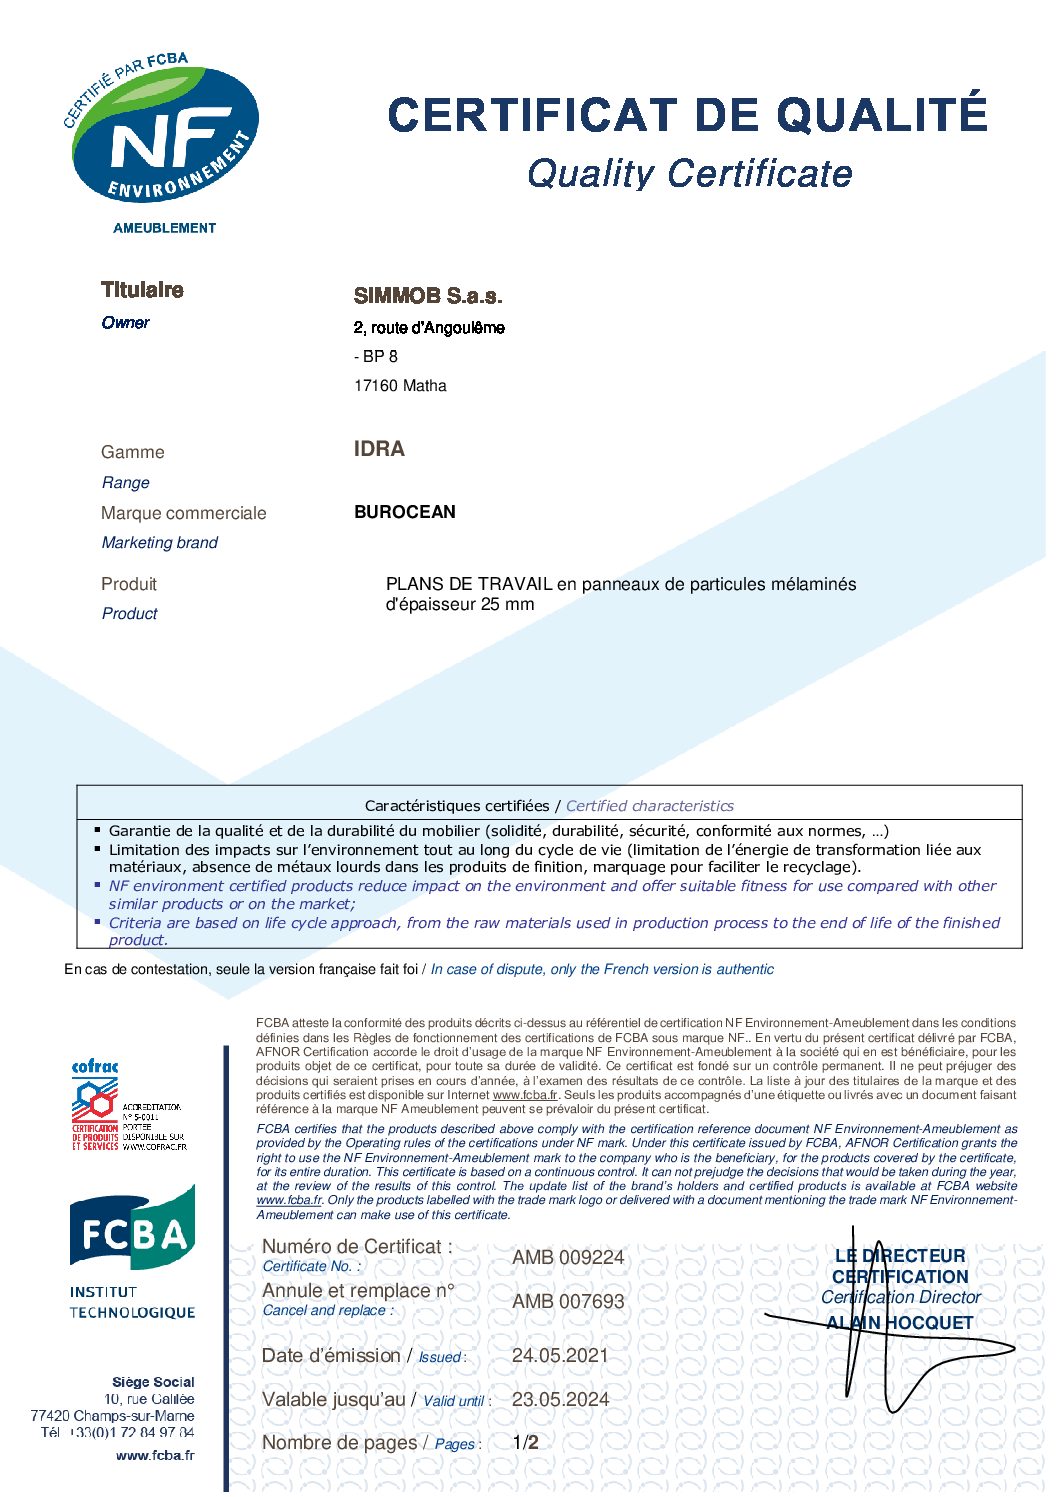 CERTIFIÉ PAR FCBA
NF
ENVIRONNEMENT
AMEUBLEMENT
CERTIFICAT DE QUALITÉ
Quality Certificate
Titulaire
Owner
SIMMOB S.a.s.
2, route d'Angoulême
- BP 8
17160 Matha
Gamme
Range
IDRA
Marque commerciale
Marketing brand
BUROCEAN
Produit
Product
PLANS DE TRAVAIL en panneaux de particules mélaminés
d'épaisseur 25 mm
Caractéristiques certifiées / Certified characteristics
▪ Garantie de la qualité et de la durabilité du mobilier (solidité, durabilité, sécurité, conformité aux normes, …)
▪ Limitation des impacts sur l'environnement tout au long du cycle de vie (limitation de l'énergie de transformation liée aux
matériaux, absence de métaux lourds dans les produits de finition, marquage pour faciliter le recyclage).
▪ NF environment certified products reduce impact on the environment and offer suitable fitness for use compared with other
similar products or on the market;
▪ Criteria are based on life cycle approach, from the raw materials used in production process to the end of life of the finished
product.
En cas de contestation, seule la version française fait foi / In case of dispute, only the French version is authentic
FCBA atteste la conformité des produits décrits ci-dessus au référentiel de certification NF Environnement-Ameublement dans les conditions
définies dans les Règles de fonctionnement des certifications de FCBA sous marque NF.. En vertu du présent certificat délivré par FCBA,
AFNOR Certification accorde le droit d'usage de la marque NF Environnement-Ameublement à la société qui en est bénéficiaire, pour les
produits objet de ce certificat, pour toute sa durée de validité. Ce certificat est fondé sur un contrôle permanent. Il ne peut préjuger des
décisions qui seraient prises en cours d'année, à l'examen des résultats de ce contrôle. La liste à jour des titulaires de la marque et des
produits certifiés est disponible sur Internet www.fcba.fr. Seuls les produits accompagnés d'une étiquette ou livrés avec un document faisant
référence à la marque NF Ameublement peuvent se prévaloir du présent certificat.
FCBA certifies that the products described above comply with the certification reference document NF Environnement-Ameublement as
provided by the Operating rules of the certifications under NF mark. Under this certificate issued by FCBA, AFNOR Certification grants the
right to use the NF Environnement-Ameublement mark to the company who is the beneficiary, for the products covered by the certificate,
for its entire duration. This certificate is based on a continuous control. It can not prejudge the decisions that would be taken during the year,
at the review of the results of this control. The update list of the brand's holders and certified products is available at FCBA website
www.fcba.fr. Only the products labelled with the trade mark logo or delivered with a document mentioning the trade mark NF Environnement-
Ameublement can make use of this certificate.
cofrac
CERTIFICATION
DE PRODUITS
ET SERVICES
ACCREDITATION
N° 5-0011
PORTEE
DISPONIBLE SUR
WWW.COFRAC.FR
FCBA
INSTITUT
TECHNOLOGIQUE
Siège Social
10, rue Galilée
77420 Champs-sur-Marne
Tél +33(0)1 72 84 97 84
www.fcba.fr
Numéro de Certificat :
Certificate No. :
AMB 009224
Annule et remplace n°
Cancel and replace :
AMB 007693
Date d'émission / Issued : 24.05.2021
Valable jusqu'au / Valid until : 23.05.2024
Nombre de pages / Pages : 1/2
LE DIRECTEUR
CERTIFICATION
Certification Director
ALAIN HOCQUET